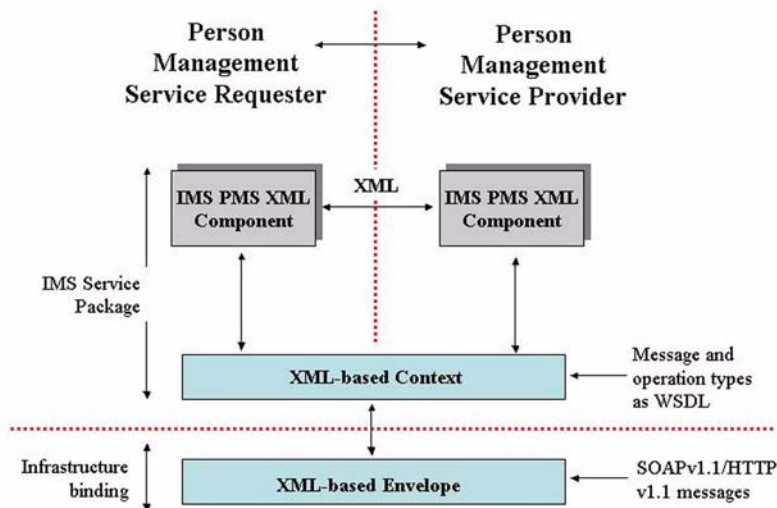 Person
Management
Service Requester
Person
Management
Service Provider
XML
IMS PMS XML
Component
IMS PMS XML
Component
IMS Service
Package
XML-based Context
Message and
operation types
as WSDL
Infrastructure
binding
XML-based Envelope
SOAPv1.1/HTTP
v1.1 messages